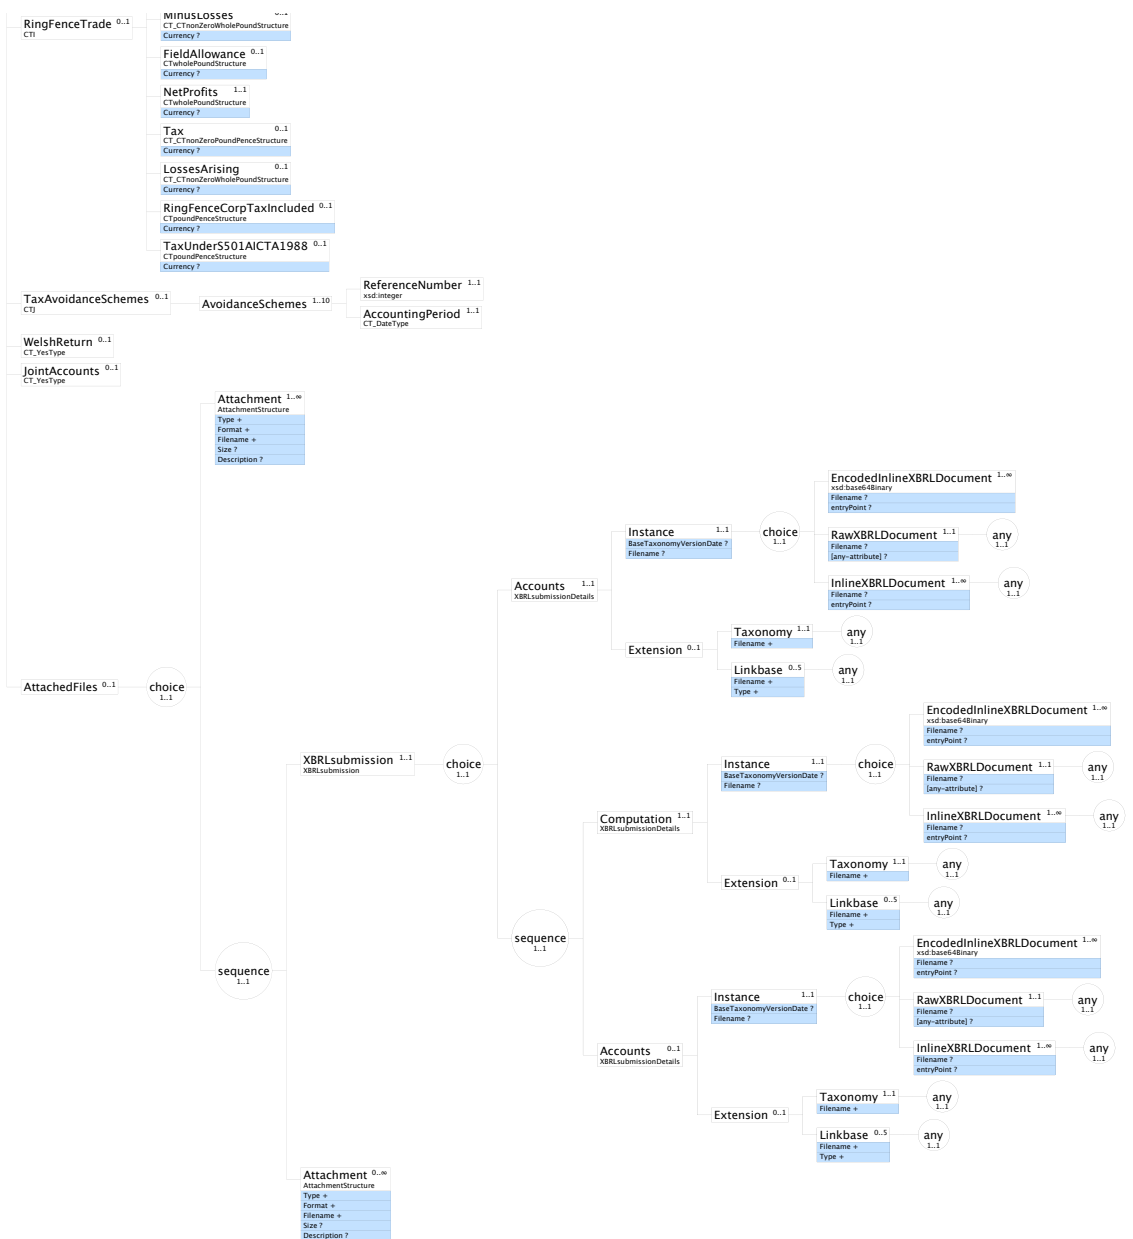 MinusLosses 0..1
RingFenceTrade 0..1
CTI
CT_CTnonZeroWholePoundStructure
Currency ?
FieldAllowance 0..1
CTwholePoundStructure
Currency ?
NetProfits 1..1
CTwholePoundStructure
Currency ?
Tax 0..1
CT_CTnonZeroPoundPenceStructure
Currency ?
LossesArising 0..1
CT_CTnonZeroWholePoundStructure
Currency ?
RingFenceCorpTaxIncluded 0..1
CTpoundPenceStructure
Currency ?
TaxUnderS501AICTA1988 0..1
CTpoundPenceStructure
Currency ?
TaxAvoidanceSchemes 0..1
CTJ
AvoidanceSchemes 1..10
ReferenceNumber 1..1
xsd:integer
AccountingPeriod 1..1
CT_DateType
WelshReturn 0..1
CT_YesType
JointAccounts 0..1
CT_YesType
AttachedFiles 0..1
choice
1..1
Attachment 1..∞
AttachmentStructure
Type +
Format +
Filename +
Size ?
Description ?
sequence
1..1
XBRLsubmission 1..1
XBRLsubmission
choice
1..1
Accounts 1..1
XBRLsubmissionDetails
Instance 1..1
BaseTaxonomyVersionDate ?
Filename ?
choice
1..1
EncodedInlineXBRLDocument 1..∞
xsd:base64Binary
Filename ?
entryPoint ?
RawXBRLDocument 1..1
Filename ?
[any-attribute] ?
any
1..1
InlineXBRLDocument 1..∞
Filename ?
entryPoint ?
any
1..1
Extension 0..1
Taxonomy 1..1
Filename +
any
1..1
Linkbase 0..5
Filename +
Type +
any
1..1
sequence
1..1
Computation 1..1
XBRLsubmissionDetails
Instance 1..1
BaseTaxonomyVersionDate ?
Filename ?
choice
1..1
EncodedInlineXBRLDocument 1..∞
xsd:base64Binary
Filename ?
entryPoint ?
RawXBRLDocument 1..1
Filename ?
[any-attribute] ?
any
1..1
InlineXBRLDocument 1..∞
Filename ?
entryPoint ?
any
1..1
Extension 0..1
Taxonomy 1..1
Filename +
any
1..1
Linkbase 0..5
Filename +
Type +
any
1..1
Accounts 0..1
XBRLsubmissionDetails
Instance 1..1
BaseTaxonomyVersionDate ?
Filename ?
choice
1..1
EncodedInlineXBRLDocument 1..∞
xsd:base64Binary
Filename ?
entryPoint ?
RawXBRLDocument 1..1
Filename ?
[any-attribute] ?
any
1..1
InlineXBRLDocument 1..∞
Filename ?
entryPoint ?
any
1..1
Extension 0..1
Taxonomy 1..1
Filename +
any
1..1
Linkbase 0..5
Filename +
Type +
any
1..1
Attachment 0..∞
AttachmentStructure
Type +
Format +
Filename +
Size ?
Description ?